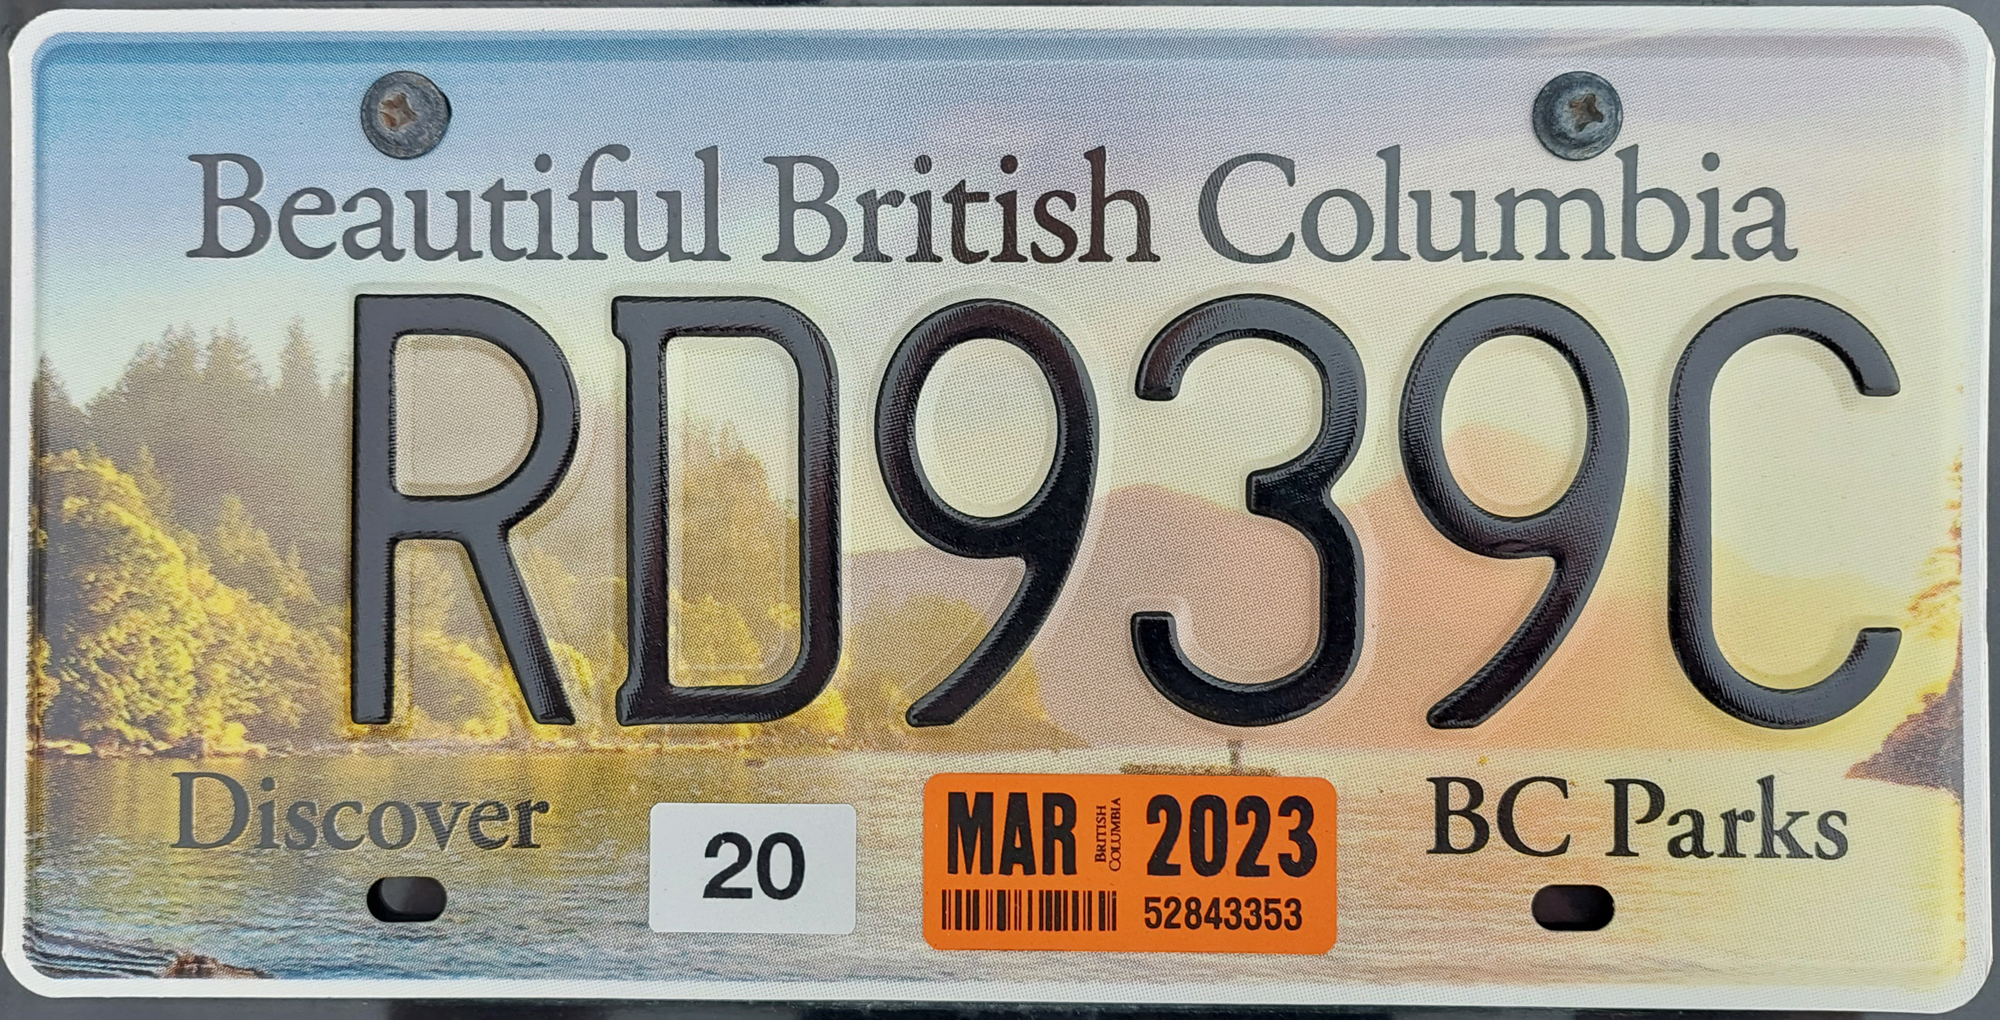 Beautiful British Columbia
RD939C
Discover
20
MAR BRITISH COLUMBIA 2023
52843353
BC Parks